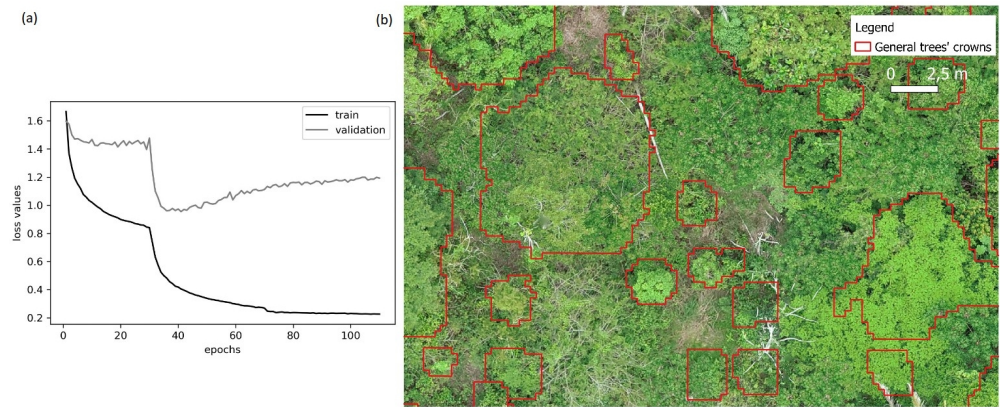 (a)
(b)
train
validation
loss values
1.6
1.4
1.2
1.0
0.8
0.6
0.4
0.2
0 20 40 60 80 100
epochs
Legend
General trees' crowns
0 2,5 m